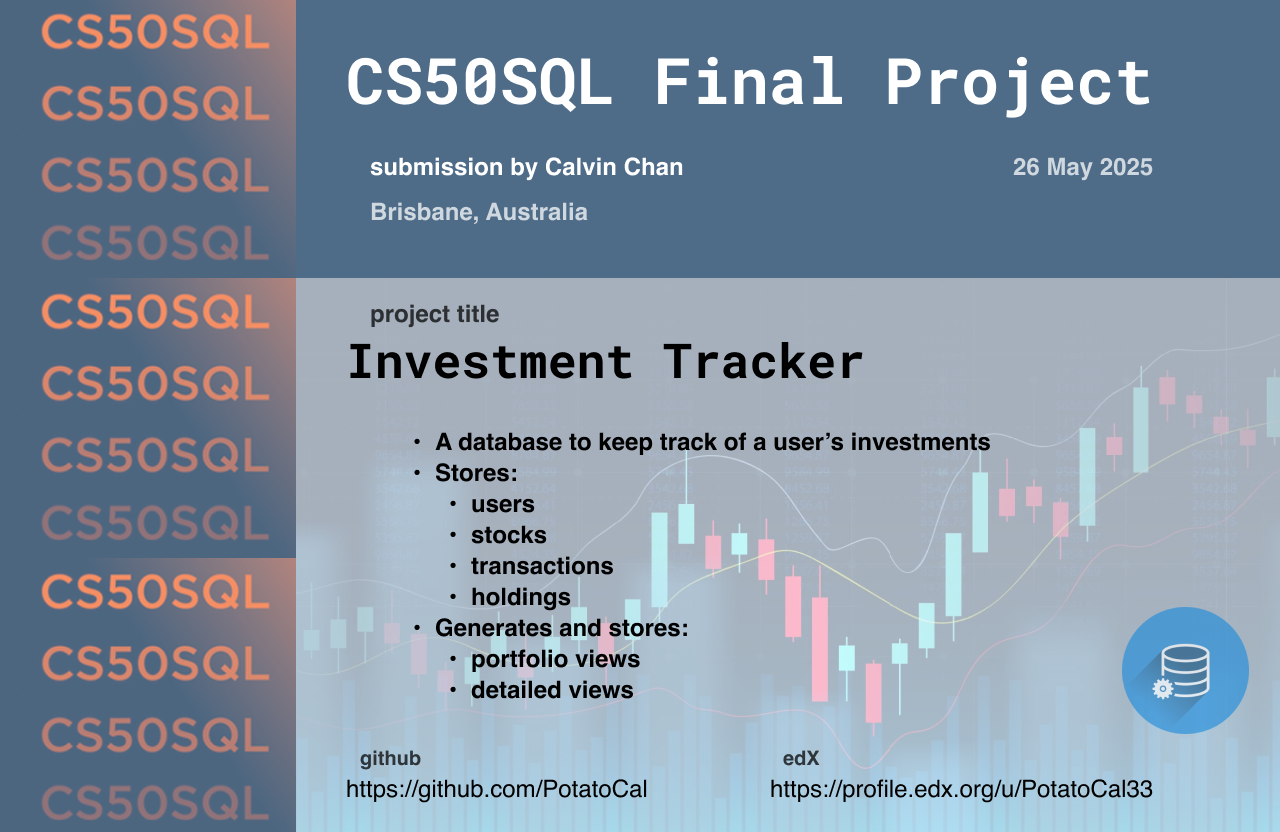 CS50SQL
CS50SQL
CS50SQL
CS50SQL
CS50SQL
CS50SQL
CS50SQL
CS50SQL
CS50SQL
CS50SQL
CS50SQL
CS50SQL
CS50SQL Final Project
submission by Calvin Chan
26 May 2025
Brisbane, Australia
project title
Investment Tracker
• A database to keep track of a user’s investments
• Stores:
• users
• stocks
• transactions
• holdings
• Generates and stores:
• portfolio views
• detailed views
github
https://github.com/PotatoCal
edX
https://profile.edx.org/u/PotatoCal33